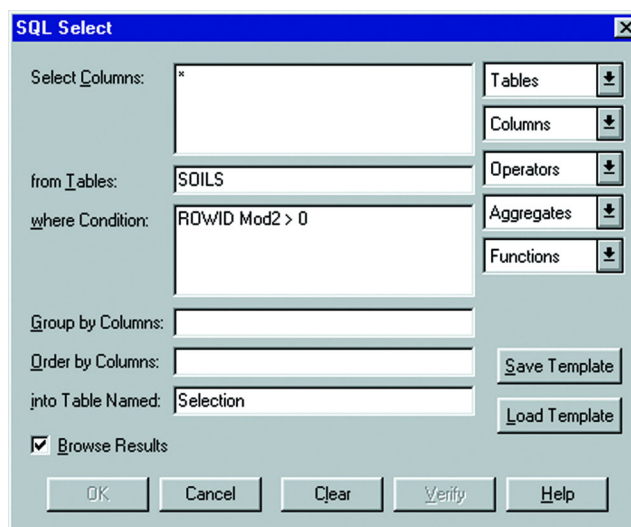 SQL Select
Select Columns:
*
Tables
Columns
from Tables:
SOILS
Operators
where Condition:
ROWID Mod2 > 0
Aggregates
Functions
Group by Columns:
Order by Columns:
Save Template
into Table Named:
Selection
Load Template
Browse Results
OK
Cancel
Clear
Verify
Help